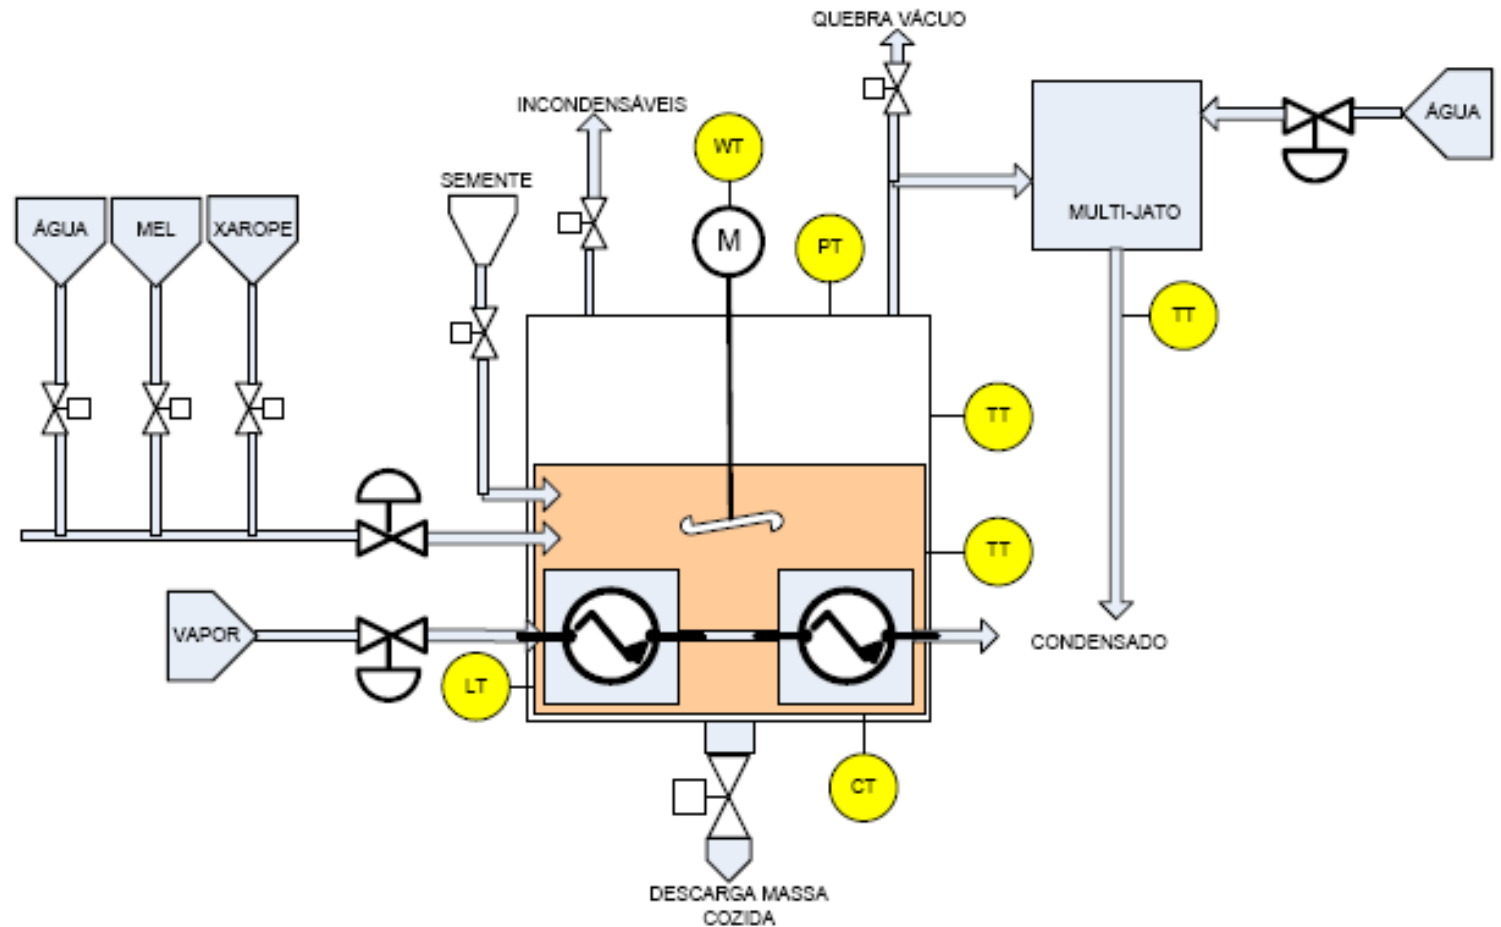 QUEBRA VÁCUO
INCONDENSÁVEIS
ÁGUA
WT
SEMENTE
MULTI-JATO
ÁGUA
MEL
XAROPE
M
PT
TT
TT
TT
VAPOR
CONDENSADO
LT
CT
DESCARGA MASSA
COZIDA